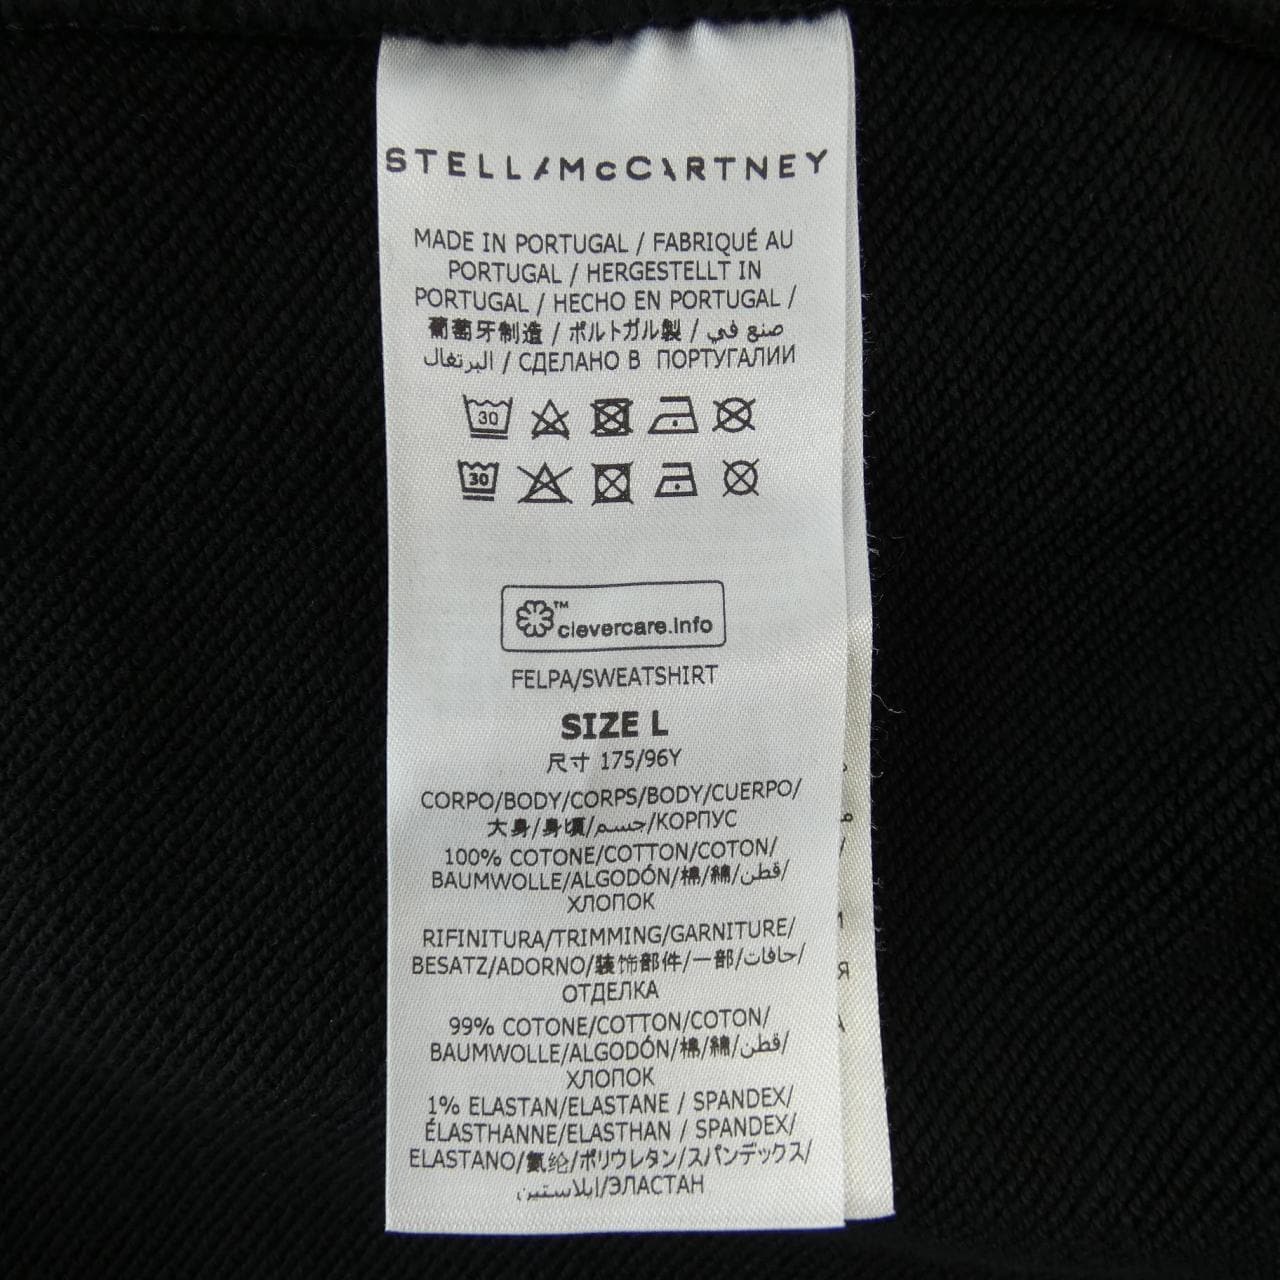 STELLA McCARTNEY
MADE IN PORTUGAL / FABRIQUÉ AU
PORTUGAL / HERGESTELLT IN
PORTUGAL / HECHO EN PORTUGAL /
葡萄牙制造 / ポルトガル製 / صنع في
البرتغال / СДЕЛАНО В ПОРТУГАЛИИ
30
30
™
clevercare.info
FELPA/SWEATSHIRT
SIZE L
尺寸 175/96Y
CORPO/BODY/CORPS/BODY/CUERPO/
大身/身頃/جسم/КОРПУС
100% COTONE/COTTON/COTON/
BAUMWOLLE/ALGODÓN/棉/綿/قطن/
ХЛОПОК
RIFINITURA/TRIMMING/GARNITURE/
BESATZ/ADORNO/装饰部件/一部/حافات/
ОТДЕЛКА
99% COTONE/COTTON/COTON/
BAUMWOLLE/ALGODÓN/棉/綿/قطن/
ХЛОПОК
1% ELASTAN/ELASTANE / SPANDEX/
ÉLASTHANNE/ELASTHAN / SPANDEX/
ELASTANO/氨纶/ポリウレタン/スパンデックス/
إيلاستين/ЭЛАСТАН